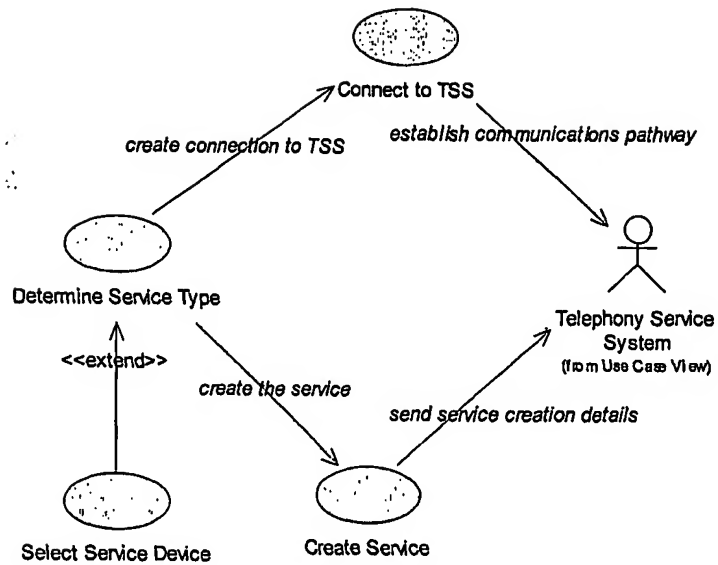 Connect to TSS
create connection to TSS
establish communications pathway
Determine Service Type
Telephony Service
System
(from Use Case View)
<<extend>>
create the service
send service creation details
Select Service Device
Create Service